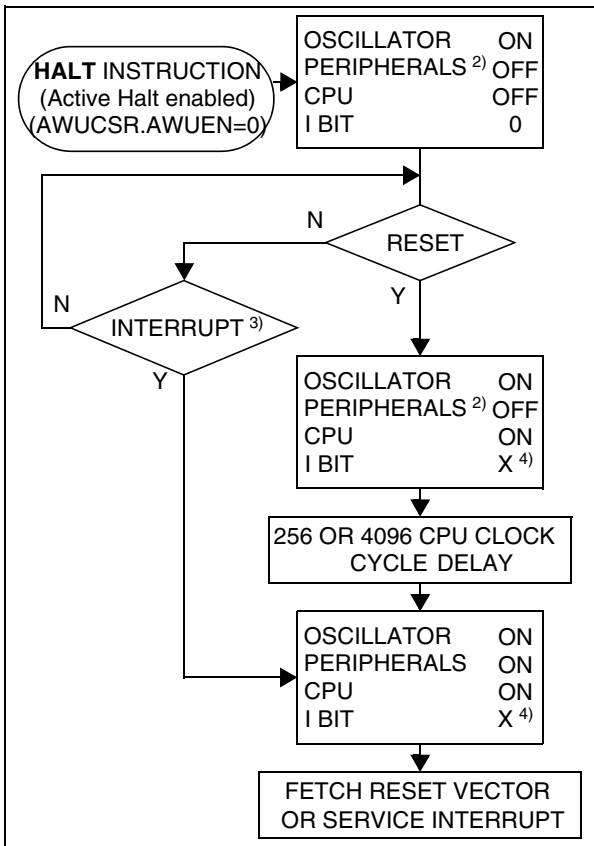 HALT INSTRUCTION
(Active Halt enabled)
(AWUCSR.AWUEN=0)
OSCILLATOR ON
PERIPHERALS 2) OFF
CPU OFF
I BIT 0
RESET
N
Y
INTERRUPT 3)
N
Y
OSCILLATOR ON
PERIPHERALS 2) OFF
CPU ON
I BIT X 4)
256 OR 4096 CPU CLOCK
CYCLE DELAY
OSCILLATOR ON
PERIPHERALS ON
CPU ON
I BIT X 4)
FETCH RESET VECTOR
OR SERVICE INTERRUPT